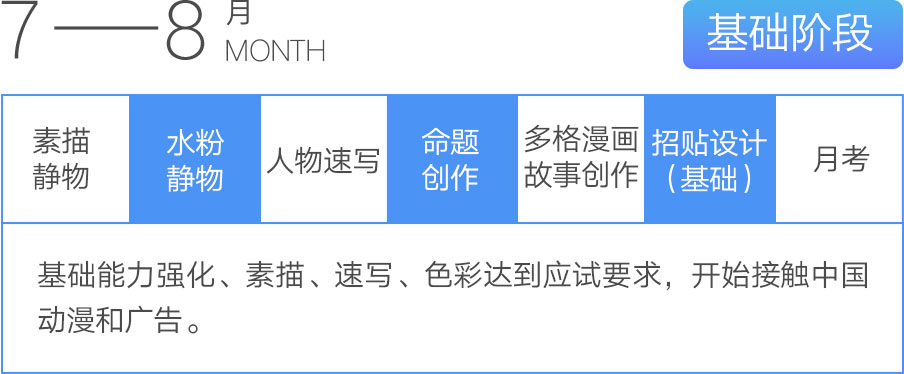 7——8月
MONTH
基础阶段
素描
静物
水粉
静物
人物速写
命题
创作
多格漫画
故事创作
招贴设计
（基础）
月考
基础能力强化、素描、速写、色彩达到应试要求，开始接触中国
动漫和广告。